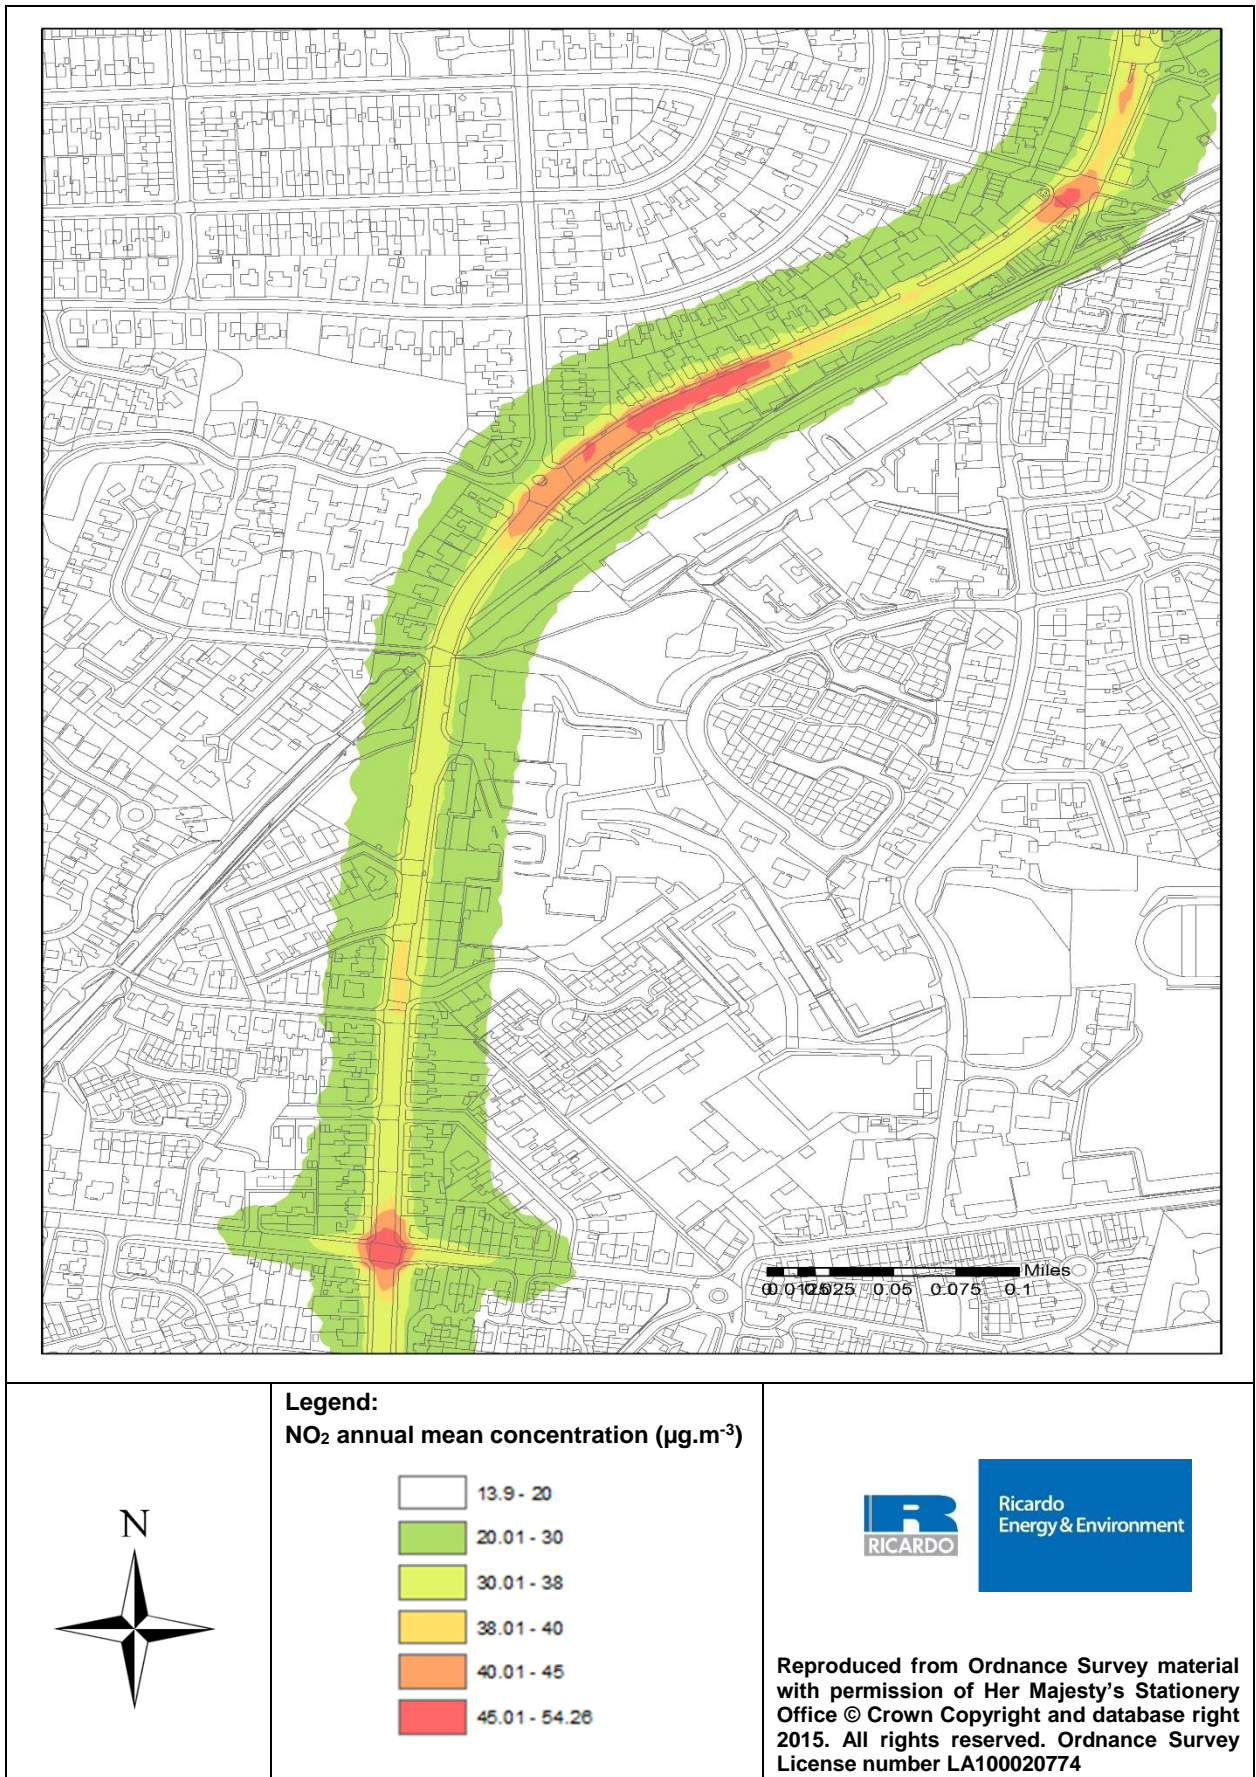 Miles
0 0.0125 0.025 0.05 0.075 0.1
Legend:
NO₂ annual mean concentration (µg.m⁻³)
13.9 - 20
20.01 - 30
30.01 - 38
38.01 - 40
40.01 - 45
45.01 - 54.26
N
RICARDO
Ricardo
Energy & Environment
Reproduced from Ordnance Survey material
with permission of Her Majesty's Stationery
Office © Crown Copyright and database right
2015. All rights reserved. Ordnance Survey
License number LA100020774